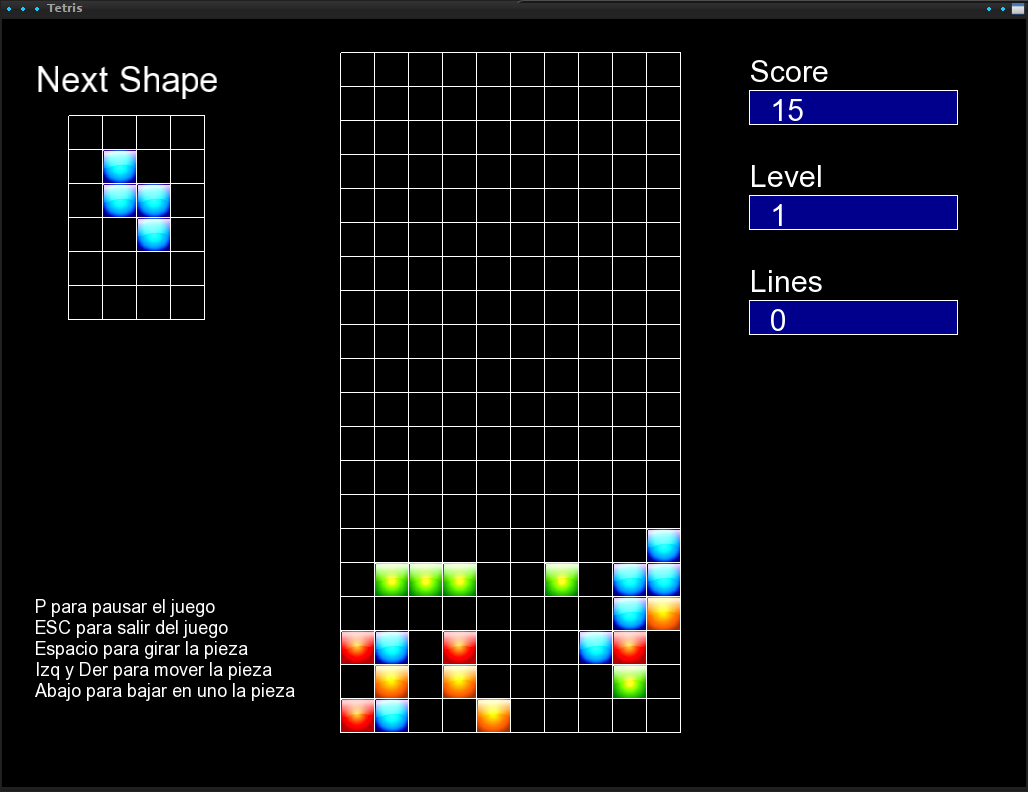 Tetris
Next Shape
Score
15
Level
1
Lines
0
P para pausar el juego
ESC para salir del juego
Espacio para girar la pieza
Izq y Der para mover la pieza
Abajo para bajar en uno la pieza